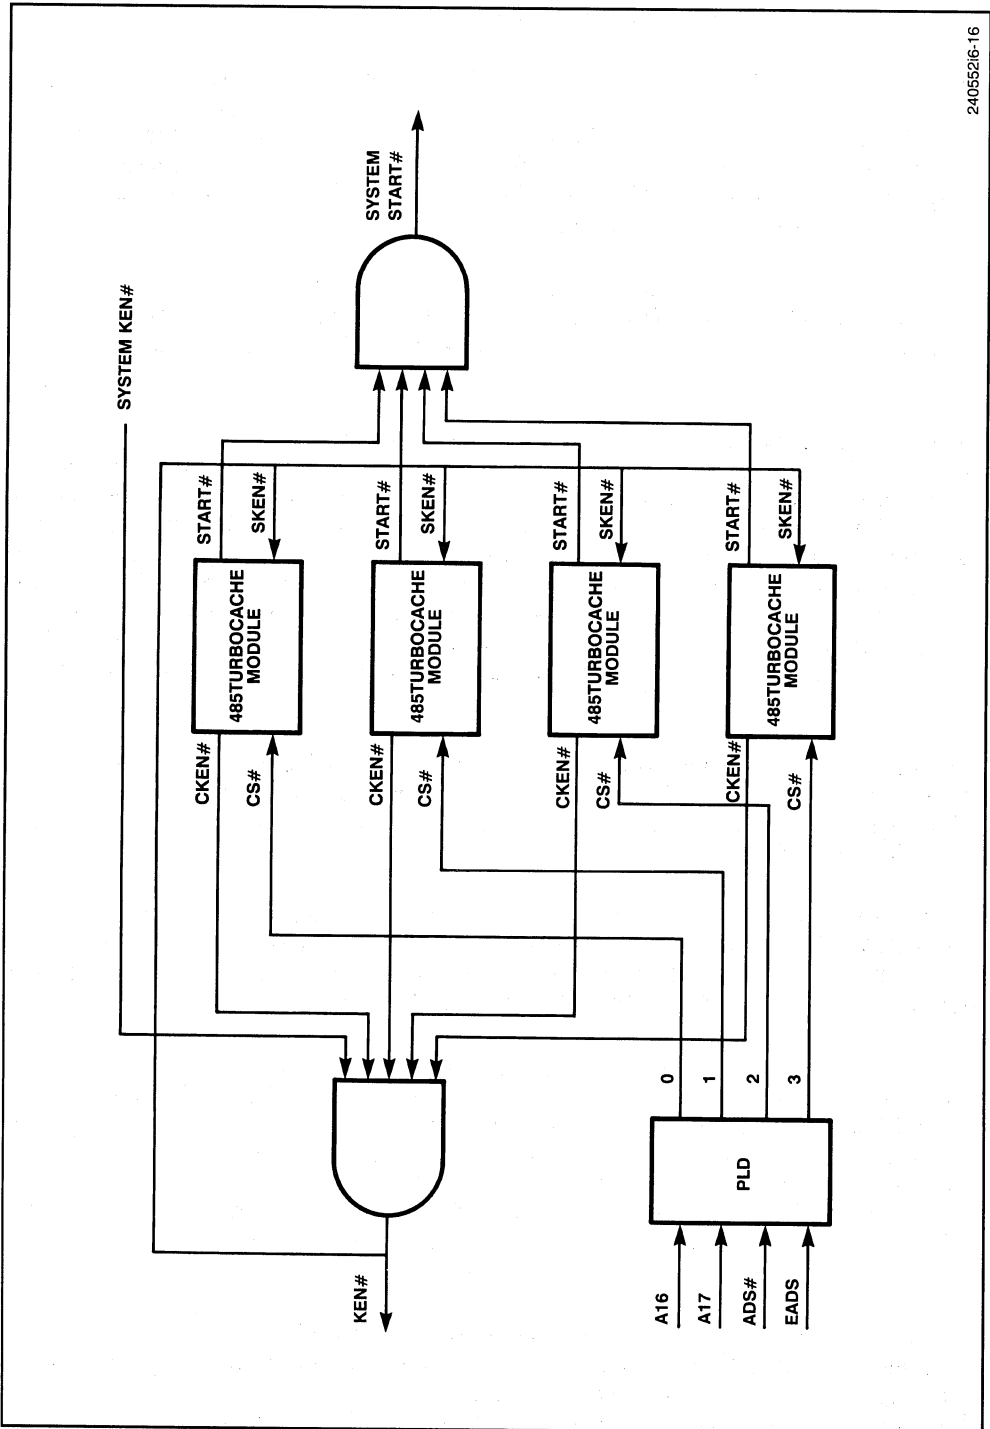 SYSTEM KEN#
KEN#
CKEN#
CS#
485TURBOCACHE
MODULE
START#
SKEN#
CKEN#
CS#
485TURBOCACHE
MODULE
START#
SKEN#
SYSTEM
START#
CKEN#
CS#
485TURBOCACHE
MODULE
START#
SKEN#
CKEN#
CS#
485TURBOCACHE
MODULE
START#
SKEN#
A16
A17
ADS#
EADS
PLD
0
1
2
3
240552i6-16